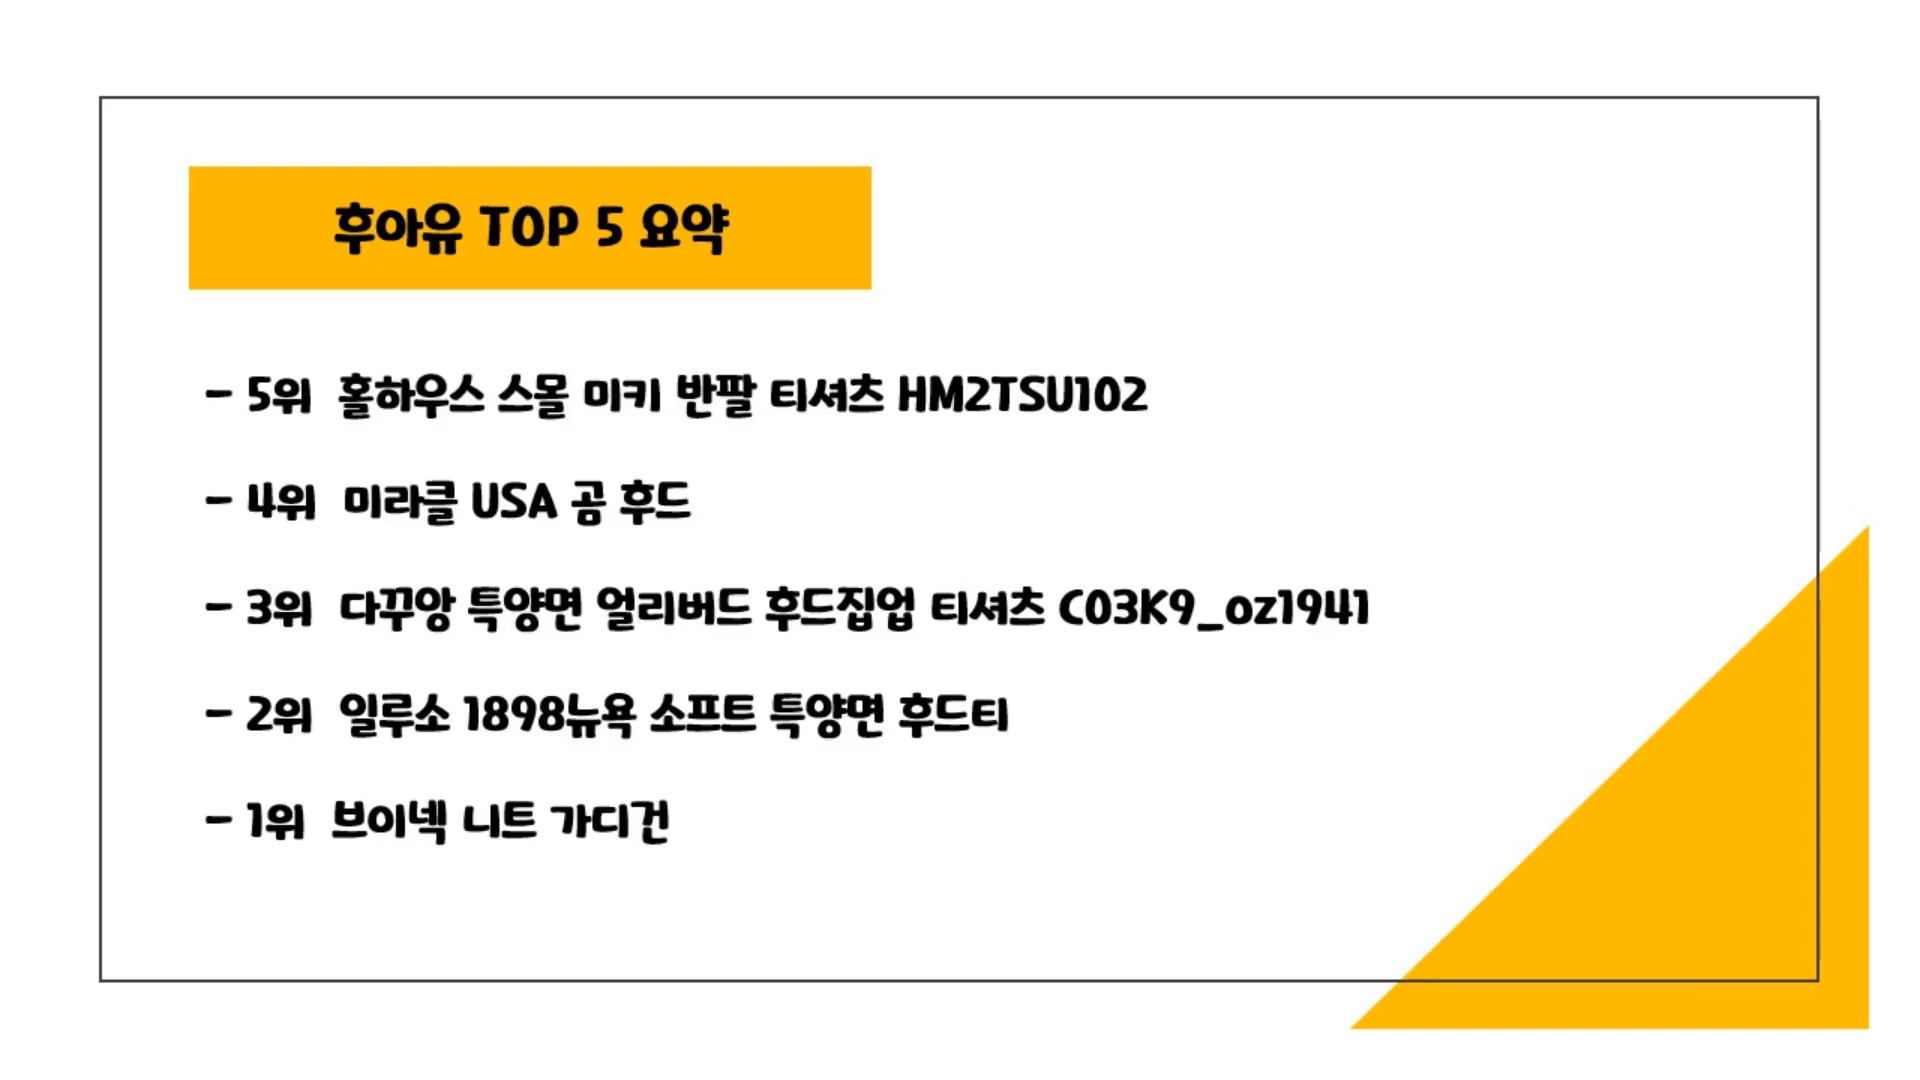 후아유 TOP 5 요약
- 5위 홀하우스 스몰 미키 반팔 티셔츠 HM2TSU102
- 4위 미라클 USA 곰 후드
- 3위 다꾸앙 특양면 얼리버드 후드집업 티셔츠 C03K9_oz1941
- 2위 일루소 1898뉴욕 소프트 특양면 후드티
- 1위 브이넥 니트 가디건